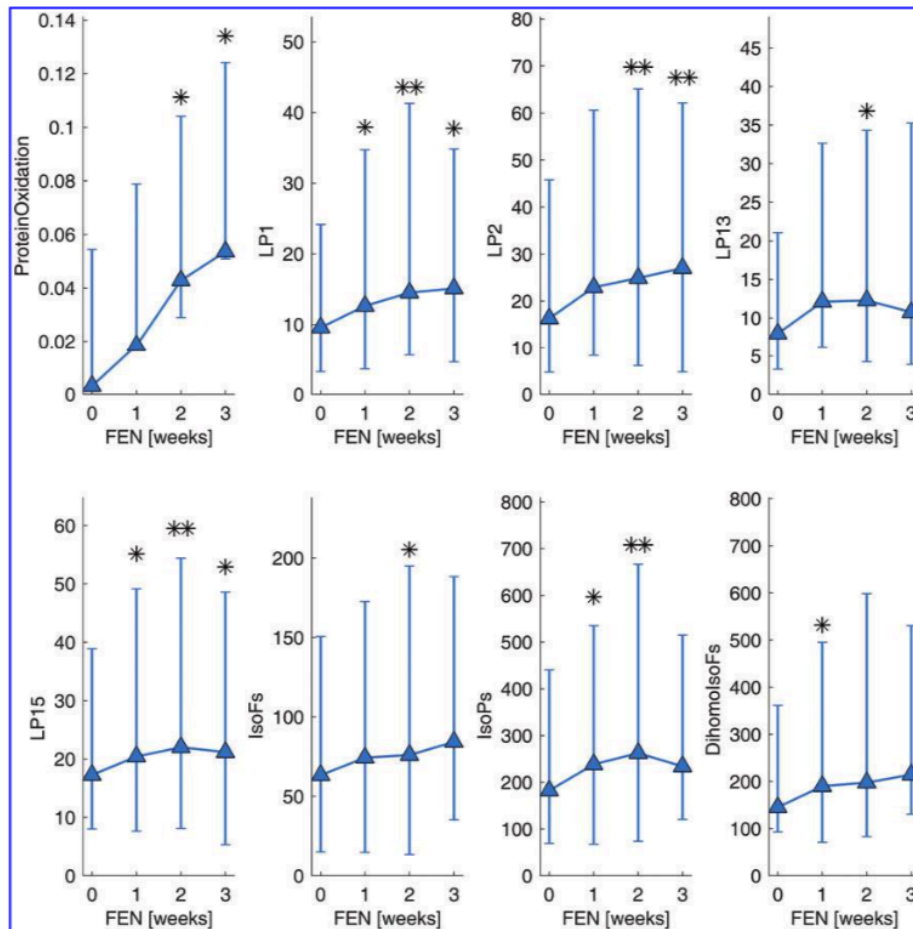 ProteinOxidation
0.14
0.12
0.1
0.08
0.06
0.04
0.02
0
0 1 2 3
FEN [weeks]
* *
LP1
50
40
30
20
10
0
0 1 2 3
FEN [weeks]
* ** *
LP2
80
70
60
50
40
30
20
10
0
0 1 2 3
FEN [weeks]
** **
LP13
45
40
35
30
25
20
15
10
5
0
0 1 2 3
FEN [weeks]
*
LP15
60
50
40
30
20
10
0
0 1 2 3
FEN [weeks]
* ** *
IsoFs
200
150
100
50
0
0 1 2 3
FEN [weeks]
*
IsoPs
800
700
600
500
400
300
200
100
0
0 1 2 3
FEN [weeks]
* **
DihomoIsoFs
800
700
600
500
400
300
200
100
0
0 1 2 3
FEN [weeks]
*